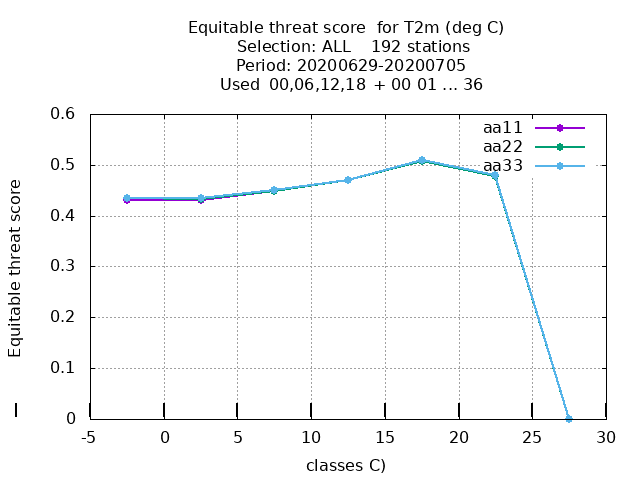 Equitable threat score  for T2m (deg C)
Selection: ALL    192 stations
Period: 20200629-20200705
Used  00,06,12,18  + 00 01 ... 36
aa11
aa22
aa33
Equitable threat score
0.6
0.5
0.4
0.3
0.2
0.1
0
-5
0
5
10
15
20
25
30
classes C)